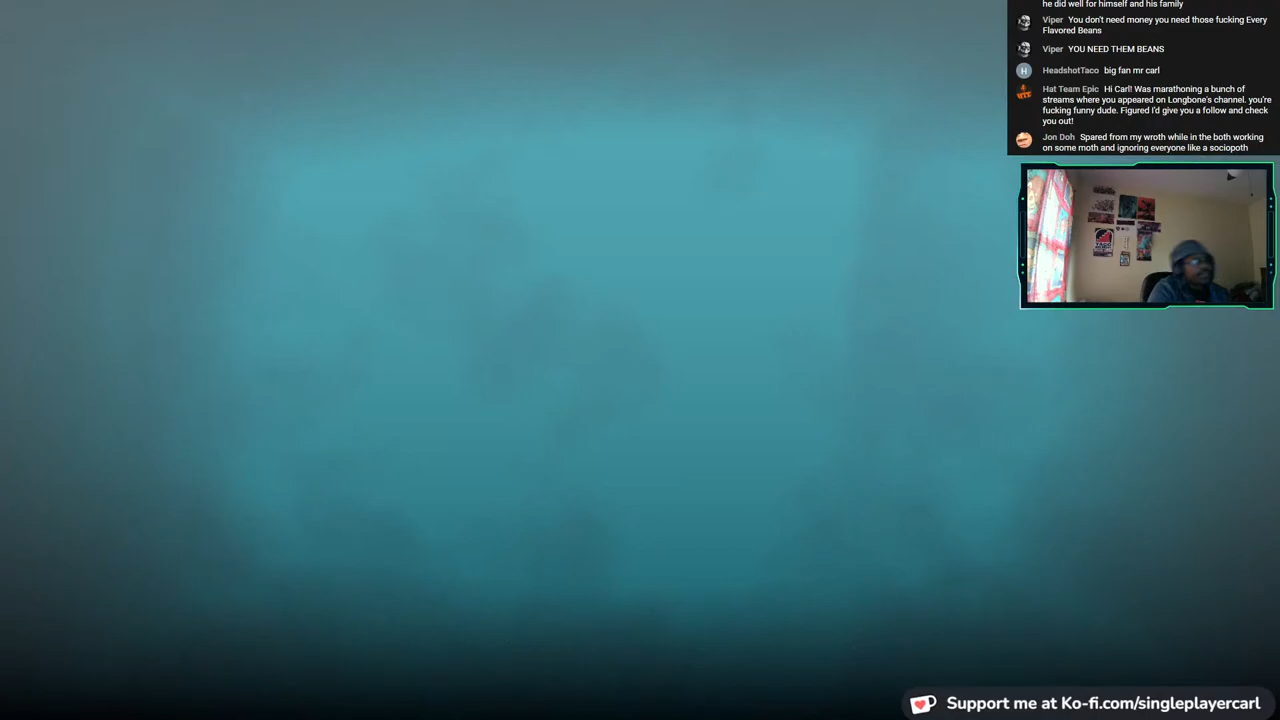 he did well for himself and his family
Viper You don't need money you need those fucking Every
Flavored Beans
Viper YOU NEED THEM BEANS
H HeadshotTaco big fan mr carl
Hat Team Epic Hi Carl! Was marathoning a bunch of
streams where you appeared on Longbone's channel. you're
fucking funny dude. Figured I'd give you a follow and check
you out!
Jon Doh Spared from my wroth while in the both working
on some moth and ignoring everyone like a sociopoth
Support me at Ko-fi.com/singleplayercarl